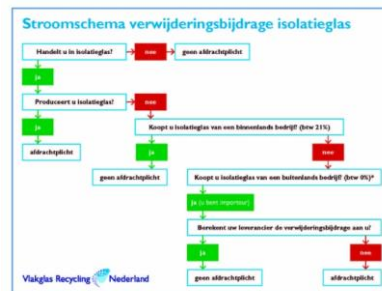 Stroomschema verwijderingsbijdrage isolatieglas
Handelt u in isolatieglas?
nee
geen afdrachtplicht
ja
Produceert u isolatieglas?
nee
ja
Koopt u isolatieglas van een binnenlands bedrijf? (btw 21%)
afdrachtplicht
ja
nee
geen afdrachtplicht
Koopt u isolatieglas van een buitenlands bedrijf? (btw 0%)*
ja (u bent importeur)
Berekent uw leverancier de verwijderingsbijdrage aan u?
ja
nee
geen afdrachtplicht
afdrachtplicht
Vlakglas Recycling Nederland